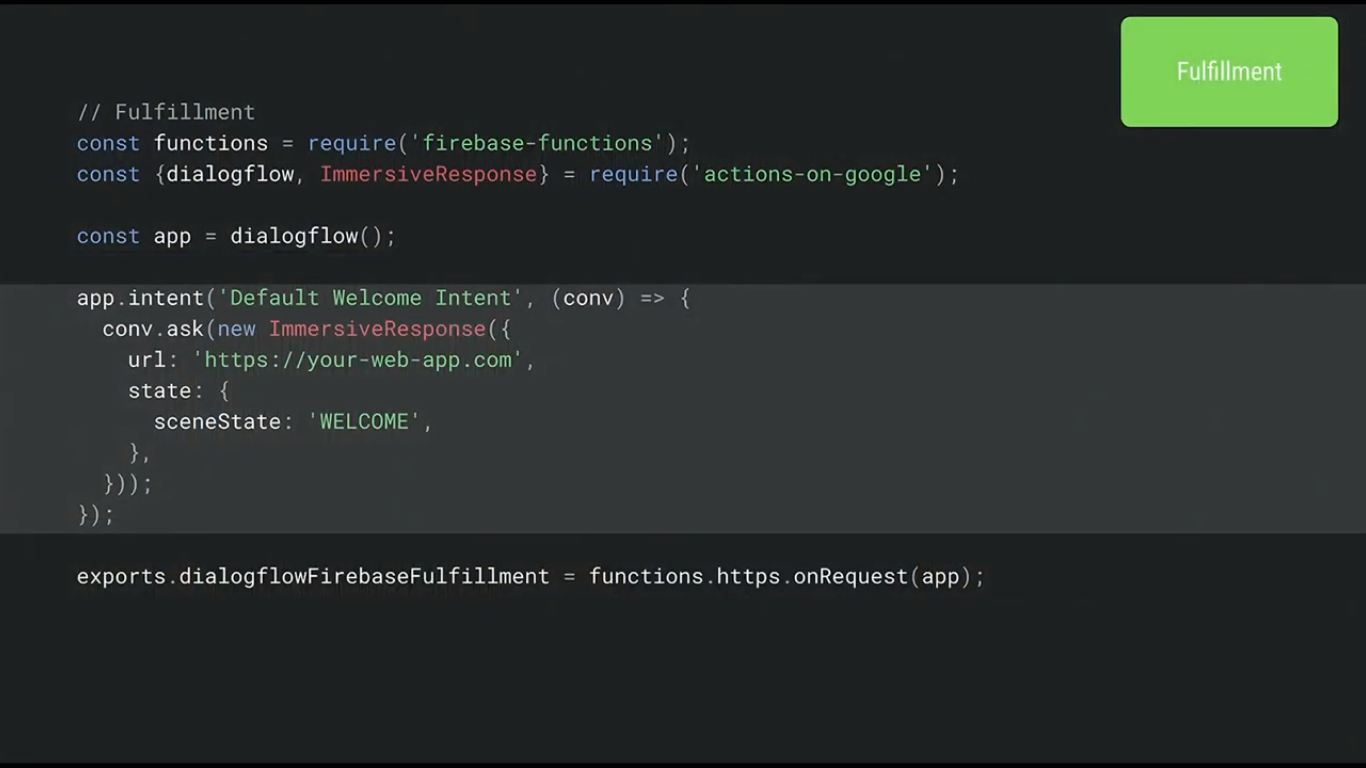 Fulfillment
// Fulfillment
const functions = require('firebase-functions');
const {dialogflow, ImmersiveResponse} = require('actions-on-google');
const app = dialogflow();
app.intent('Default Welcome Intent', (conv) => {
  conv.ask(new ImmersiveResponse({
    url: 'https://your-web-app.com',
    state: {
      sceneState: 'WELCOME',
    },
  }));
});
exports.dialogflowFirebaseFulfillment = functions.https.onRequest(app);